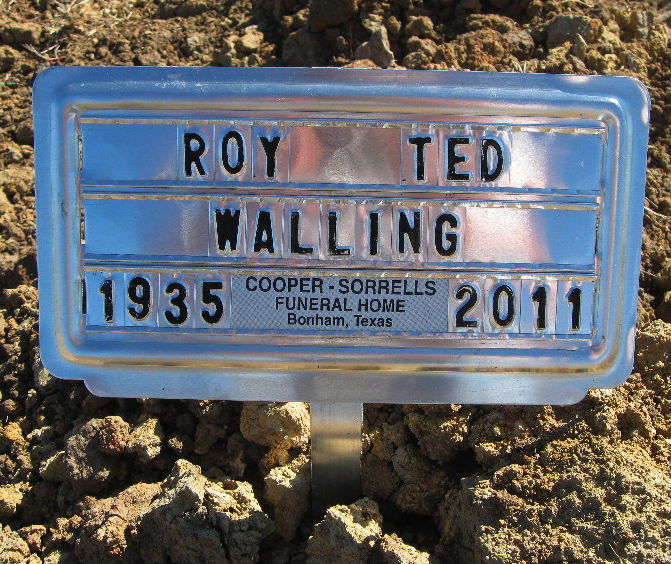 ROY TED
WALLING
1935 COOPER - SORRELLS FUNERAL HOME Bonham, Texas 2011